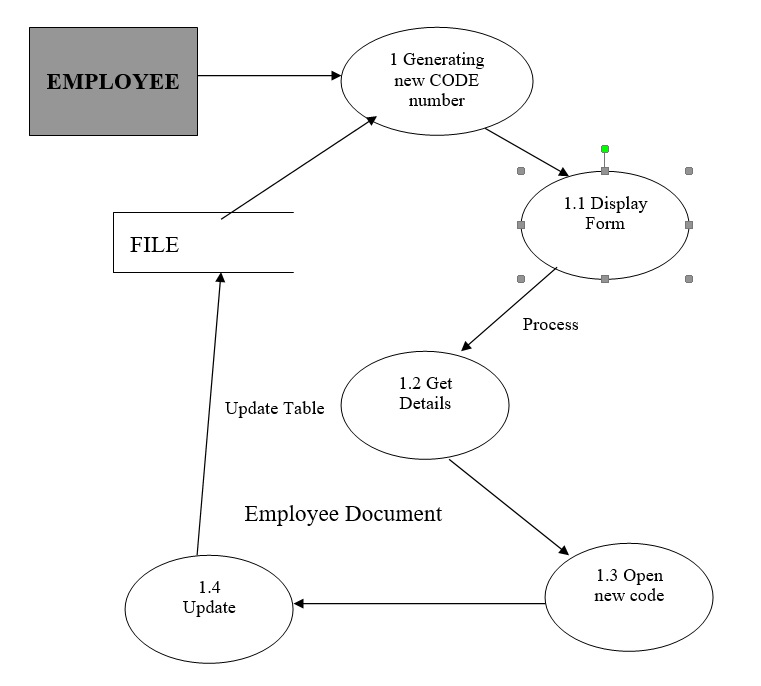 EMPLOYEE
1 Generating
new CODE
number
1.1 Display
Form
FILE
Process
1.2 Get
Details
Update Table
Employee Document
1.3 Open
new code
1.4
Update